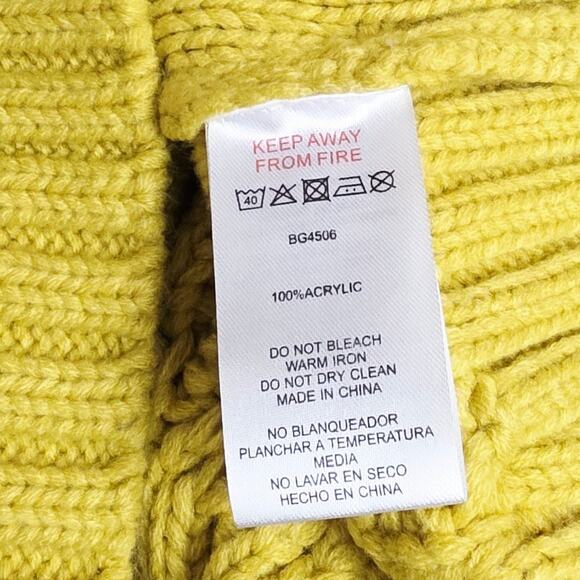 KEEP AWAY
FROM FIRE
40
BG4506
100%ACRYLIC
DO NOT BLEACH
WARM IRON
DO NOT DRY CLEAN
MADE IN CHINA
NO BLANQUEADOR
PLANCHAR A TEMPERATURA
MEDIA
NO LAVAR EN SECO
HECHO EN CHINA